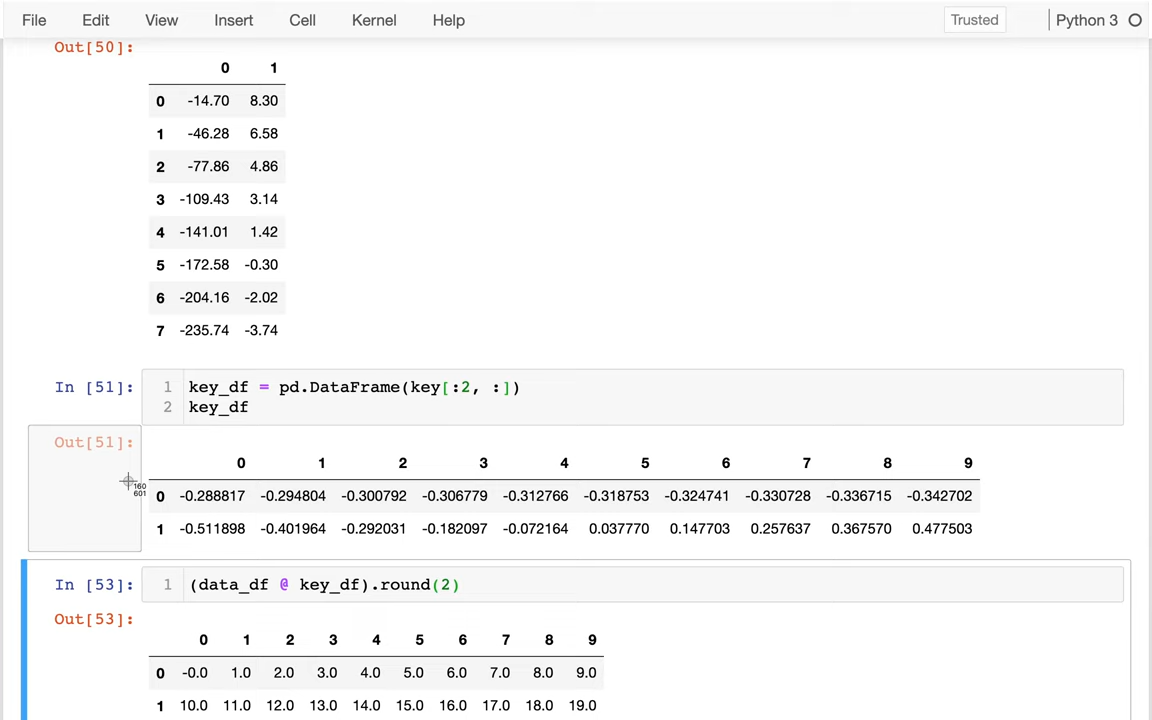 File Edit View Insert Cell Kernel Help Trusted Python 3
Out[50]:
0 1
0 -14.70 8.30
1 -46.28 6.58
2 -77.86 4.86
3 -109.43 3.14
4 -141.01 1.42
5 -172.58 -0.30
6 -204.16 -2.02
7 -235.74 -3.74
In [51]: 1 key_df = pd.DataFrame(key[:2, :])
2 key_df
Out[51]:
0 1 2 3 4 5 6 7 8 9
0 -0.288817 -0.294804 -0.300792 -0.306779 -0.312766 -0.318753 -0.324741 -0.330728 -0.336715 -0.342702
1 -0.511898 -0.401964 -0.292031 -0.182097 -0.072164 0.037770 0.147703 0.257637 0.367570 0.477503
160
601
In [53]: 1 (data_df @ key_df).round(2)
Out[53]:
0 1 2 3 4 5 6 7 8 9
0 -0.0 1.0 2.0 3.0 4.0 5.0 6.0 7.0 8.0 9.0
1 10.0 11.0 12.0 13.0 14.0 15.0 16.0 17.0 18.0 19.0